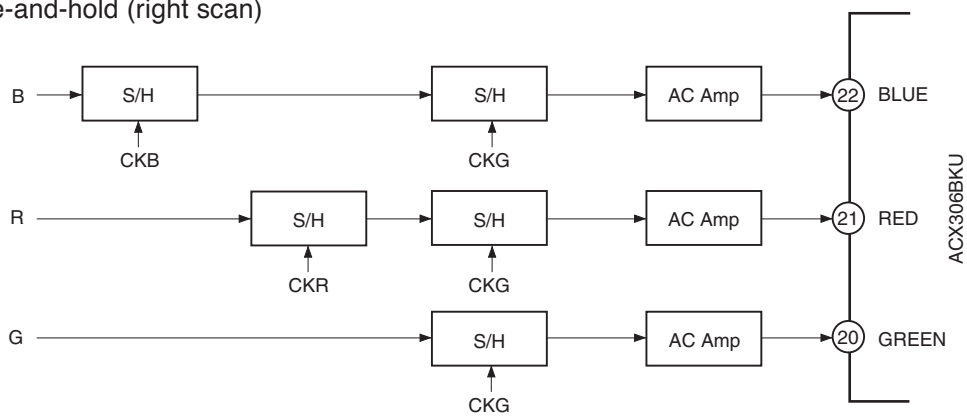 e-and-hold (right scan)
B S/H S/H AC Amp 22 BLUE
CKB CKG
R S/H S/H AC Amp 21 RED
CKR CKG
G S/H AC Amp 20 GREEN
CKG
ACX306BKU